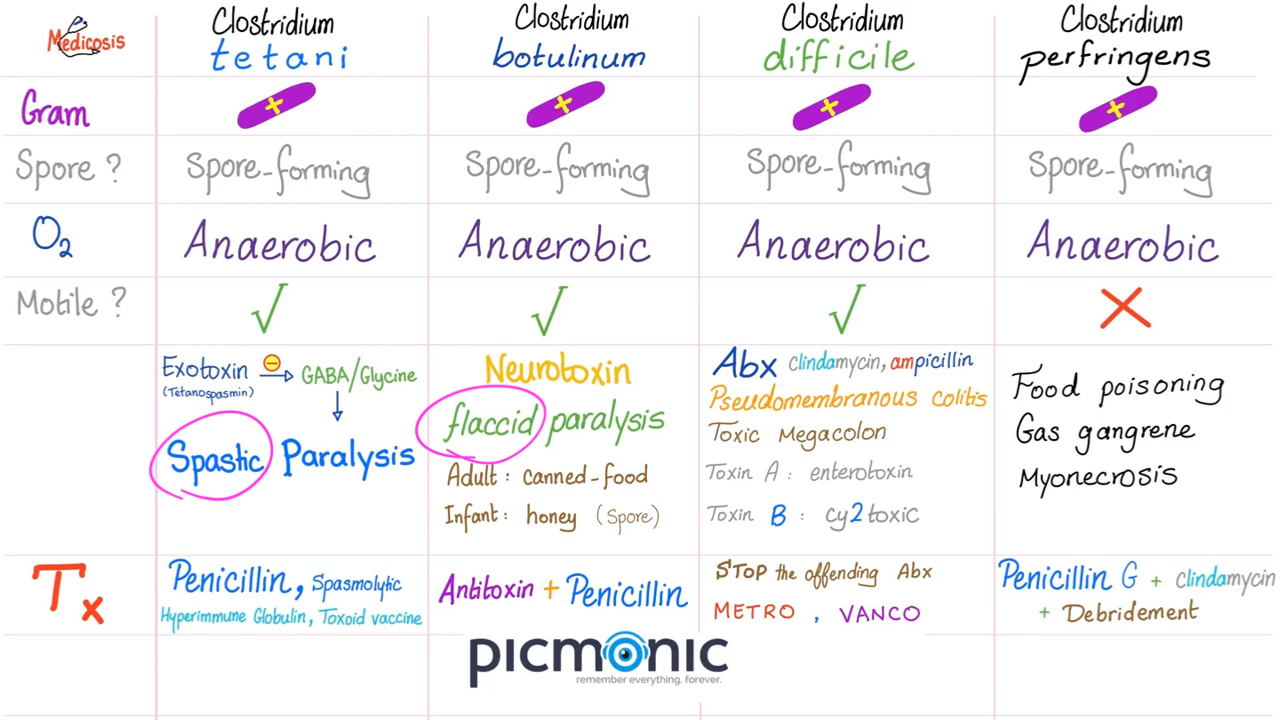 Medicosis
Clostridium tetani
Clostridium botulinum
Clostridium difficile
Clostridium perfringens
Gram
+
+
+
+
Spore ?
Spore-forming
Spore-forming
Spore-forming
Spore-forming
O2
Anaerobic
Anaerobic
Anaerobic
Anaerobic
Motile ?
√
√
√
X
Exotoxin ⊖→ GABA/Glycine
(Tetanospasmin)
↓
Spastic Paralysis
Neurotoxin
flaccid paralysis
Adult : canned-food
Infant : honey (Spore)
Abx clindamycin, ampicillin
Pseudomembranous colitis
Toxic Megacolon
Toxin A : enterotoxin
Toxin B : cy2toxic
Food poisoning
Gas gangrene
Myonecrosis
Tx
Penicillin, Spasmolytic
Hyperimmune Globulin, Toxoid vaccine
Antitoxin + Penicillin
STOP the offending Abx
METRO , VANCO
Penicillin G + clindamycin
+ Debridement
picmonic
remember everything. forever.